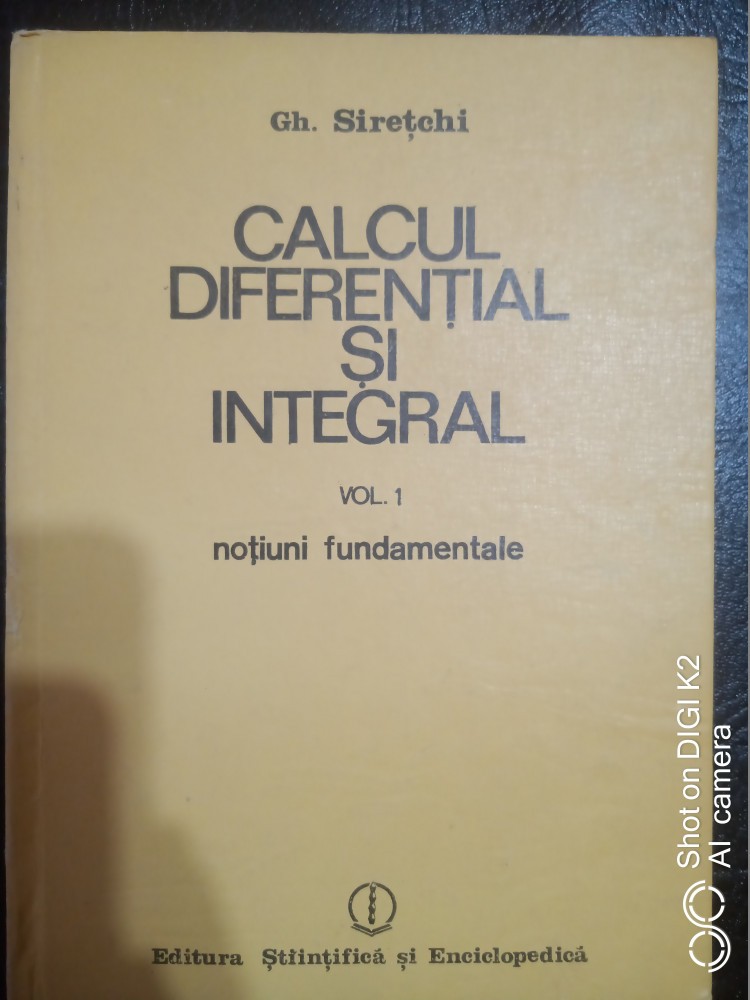 Gh. Sirețchi
CALCUL
DIFERENȚIAL
ȘI
INTEGRAL
VOL. 1
noțiuni fundamentale
Editura Științifică și Enciclopedică
Shot on DIGI K2
AI camera